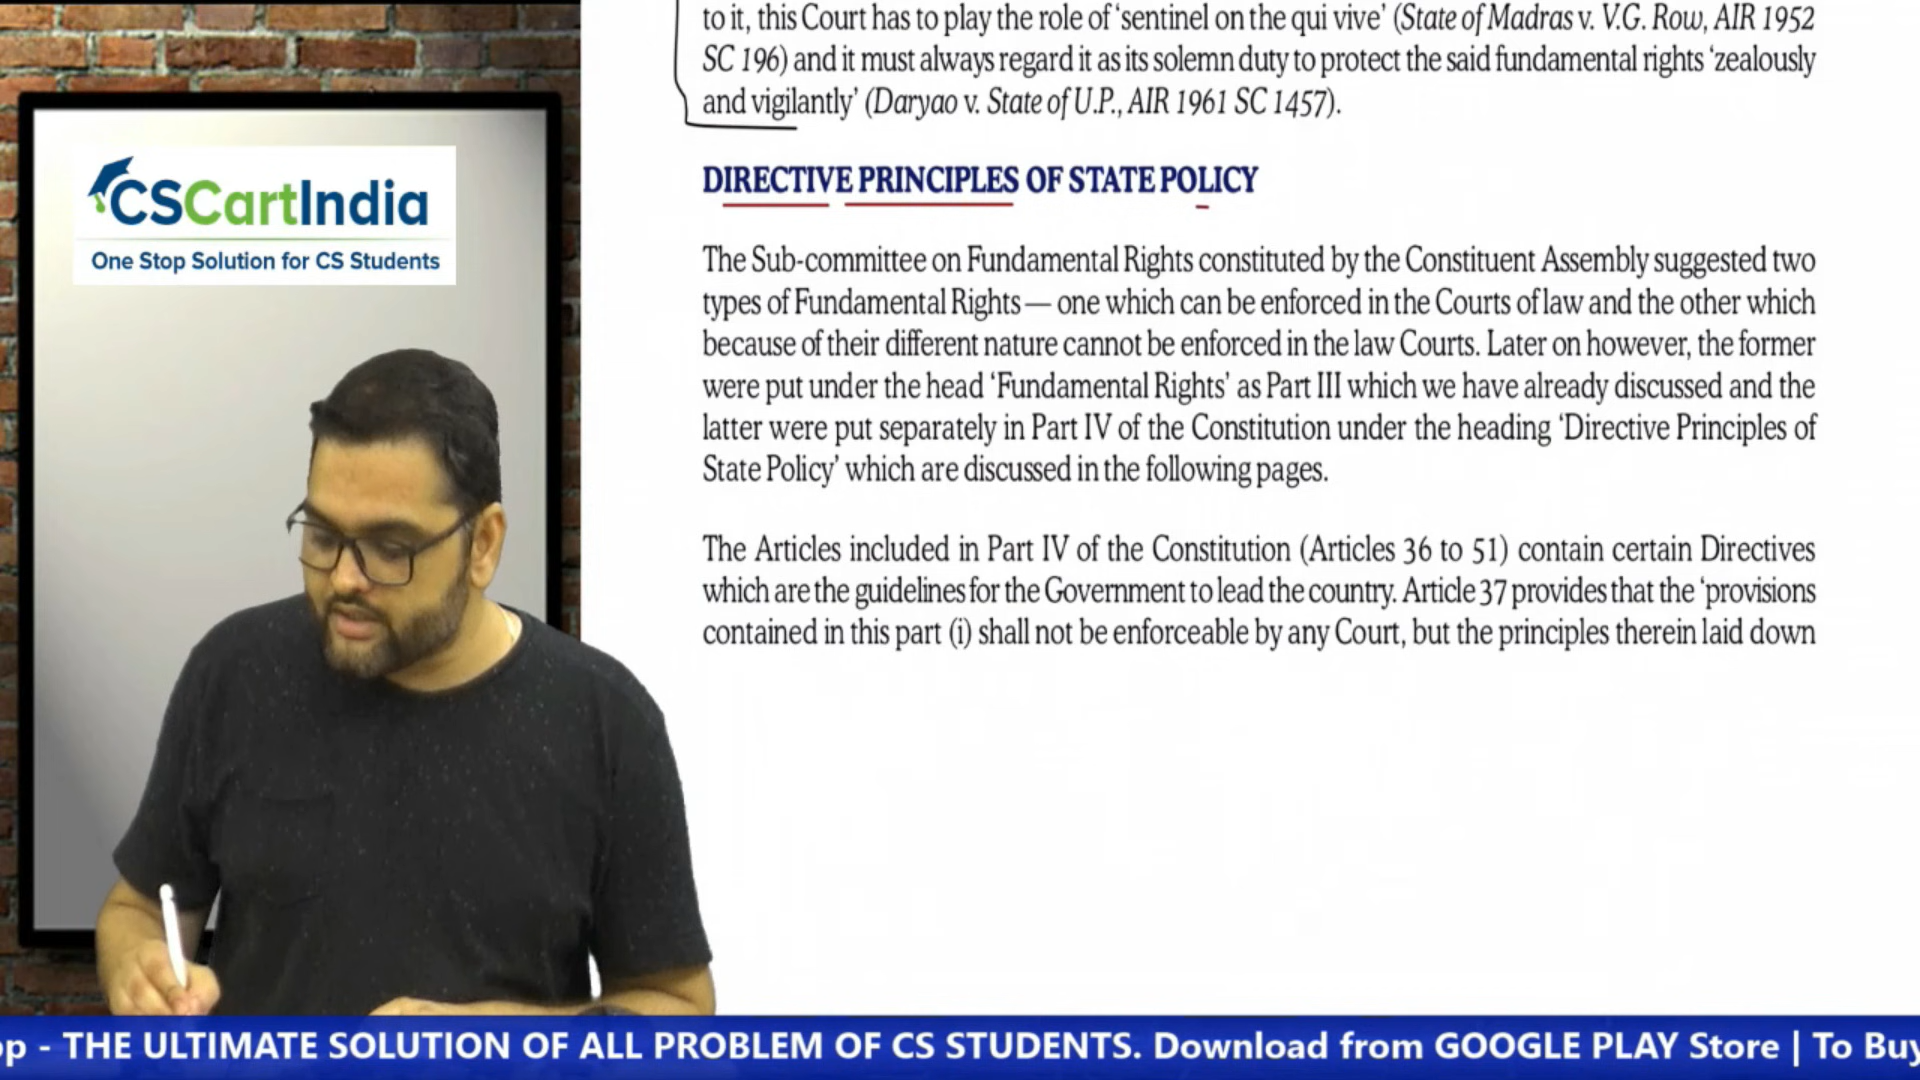 to it, this Court has to play the role of ‘sentinel on the qui vive’ (State of Madras v. V.G. Row, AIR 1952
SC 196) and it must always regard it as its solemn duty to protect the said fundamental rights ‘zealously
and vigilantly’ (Daryao v. State of U.P., AIR 1961 SC 1457).
CSCartIndia
One Stop Solution for CS Students
DIRECTIVE PRINCIPLES OF STATE POLICY
The Sub-committee on Fundamental Rights constituted by the Constituent Assembly suggested two
types of Fundamental Rights — one which can be enforced in the Courts of law and the other which
because of their different nature cannot be enforced in the law Courts. Later on however, the former
were put under the head ‘Fundamental Rights’ as Part III which we have already discussed and the
latter were put separately in Part IV of the Constitution under the heading ‘Directive Principles of
State Policy’ which are discussed in the following pages.
The Articles included in Part IV of the Constitution (Articles 36 to 51) contain certain Directives
which are the guidelines for the Government to lead the country. Article 37 provides that the ‘provisions
contained in this part (i) shall not be enforceable by any Court, but the principles therein laid down
- THE ULTIMATE SOLUTION OF ALL PROBLEM OF CS STUDENTS. Download from GOOGLE PLAY Store | To Buy